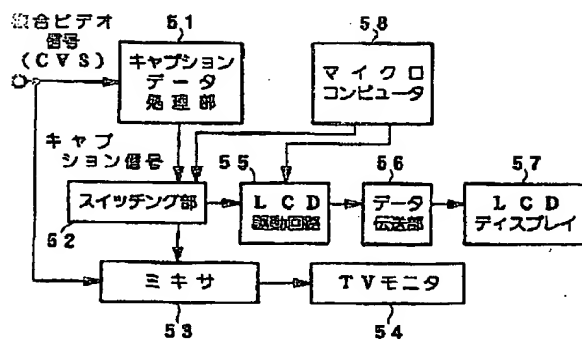 複合ビデオ
信号
(CVS)
51
キャプション
データ
処理部
58
マイクロ
コンピュータ
キャプ
ション信号
55
56
57
スイッチング部
52
LCD
駆動回路
データ
伝送部
LCD
ディスプレイ
ミキサ
53
TVモニタ
54